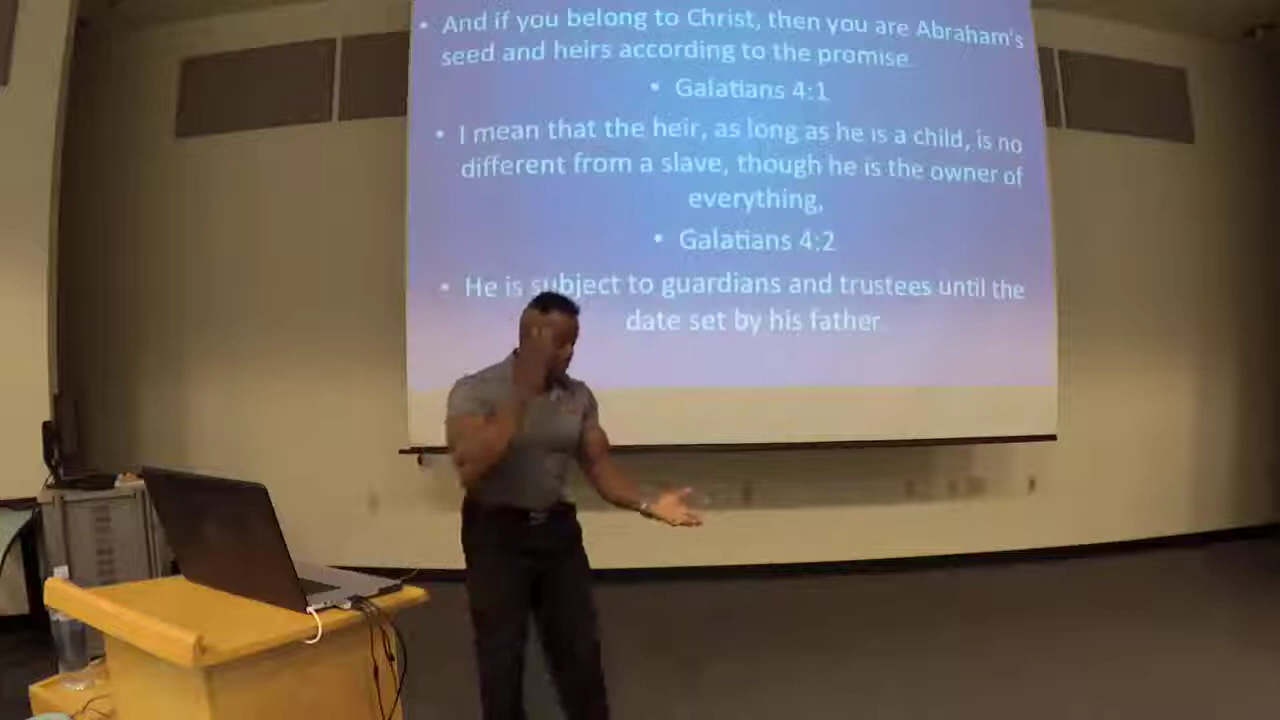 • And if you belong to Christ, then you are Abraham's
seed and heirs according to the promise.
• Galatians 4:1
• I mean that the heir, as long as he is a child, is no
different from a slave, though he is the owner of
everything,
• Galatians 4:2
• He is subject to guardians and trustees until the
date set by his father.